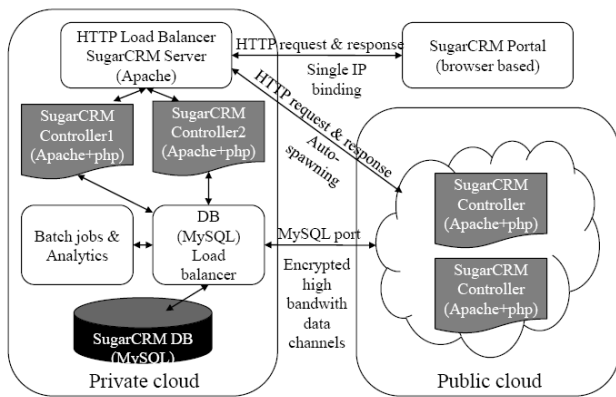 HTTP Load Balancer
SugarCRM Server
(Apache)
HTTP request & response
Single IP
binding
SugarCRM Portal
(browser based)
SugarCRM
Controller1
(Apache+php)
SugarCRM
Controller2
(Apache+php)
HTTP request & response
Auto-
spawning
SugarCRM
Controller
(Apache+php)
SugarCRM
Controller
(Apache+php)
Batch jobs &
Analytics
DB
(MySQL)
Load
balancer
MySQL port
Encrypted
high
bandwith
data
channels
SugarCRM DB
(MySQL)
Private cloud
Public cloud